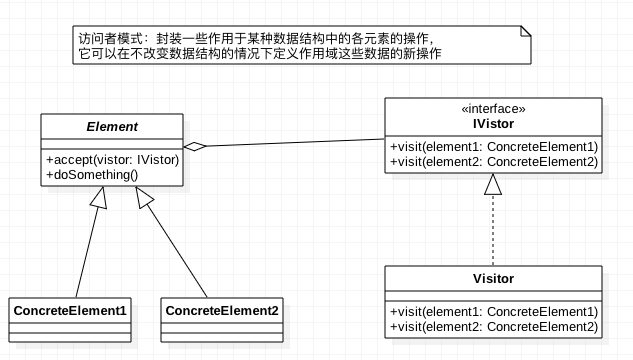 访问者模式：封装一些作用于某种数据结构中的各元素的操作，
它可以在不改变数据结构的情况下定义作用域这些数据的新操作
Element
+accept(vistor: IVistor)
+doSomething()
«interface»
IVistor
+visit(element1: ConcreteElement1)
+visit(element2: ConcreteElement2)
ConcreteElement1
ConcreteElement2
Visitor
+visit(element1: ConcreteElement1)
+visit(element2: ConcreteElement2)